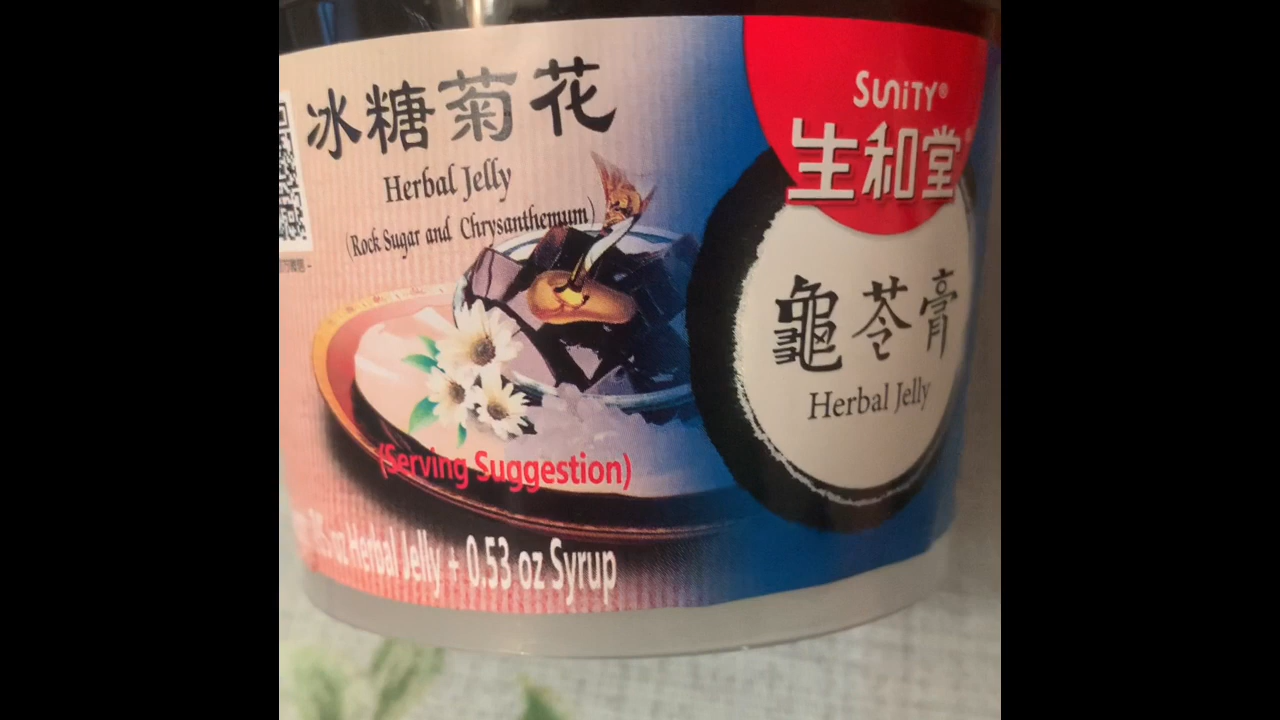 冰糖菊花
Herbal Jelly
(Rock Sugar and Chrysanthemum)
(Serving Suggestion)
oz Herbal Jelly + 0.53 oz Syrup
SUNITY®
生和堂
龜苓膏
Herbal Jelly